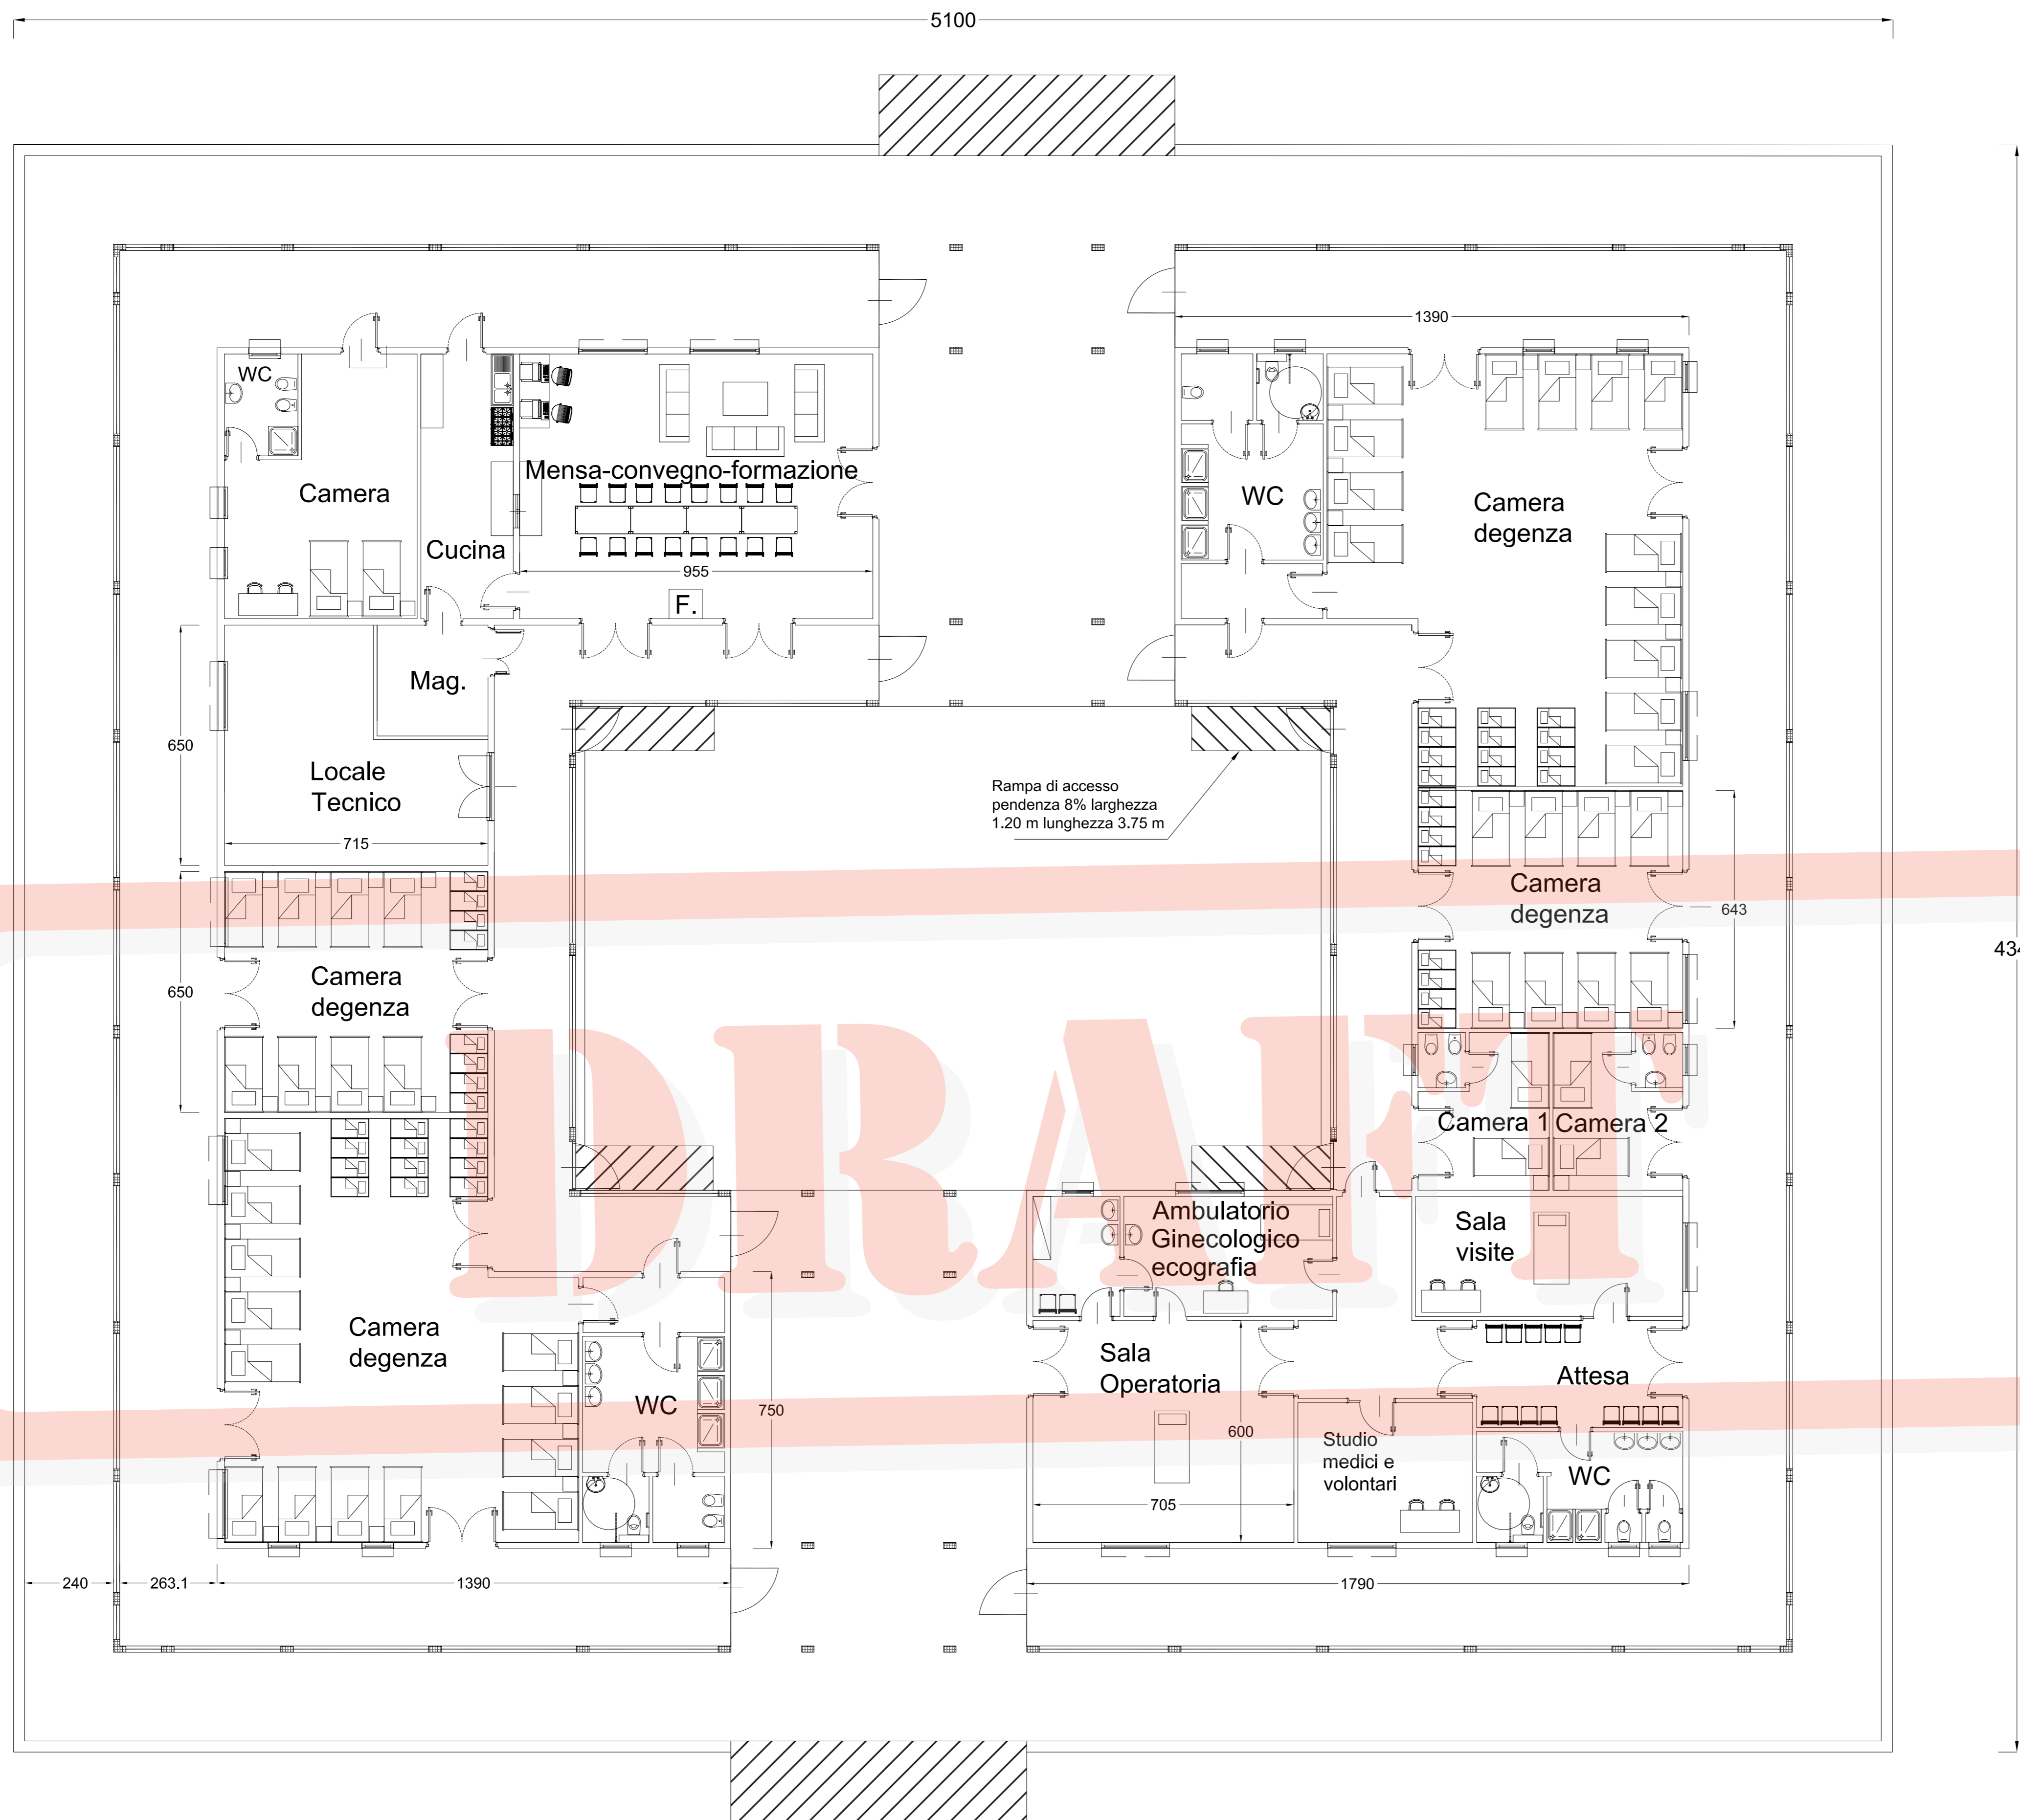 5100
1390
WC
Camera
Cucina
Mensa-convegno-formazione
955
F.
WC
Camera
degenza
650
Mag.
Locale
Tecnico
715
Rampa di accesso
pendenza 8% larghezza
1.20 m lunghezza 3.75 m
Camera
degenza
643
650
Camera
degenza
DRAFT
Camera 1
Camera 2
Ambulatorio
Ginecologico
ecografia
Sala
visite
Camera
degenza
WC
750
Sala
Operatoria
600
705
Attesa
Studio
medici e
volontari
WC
240
263.1
1390
1790